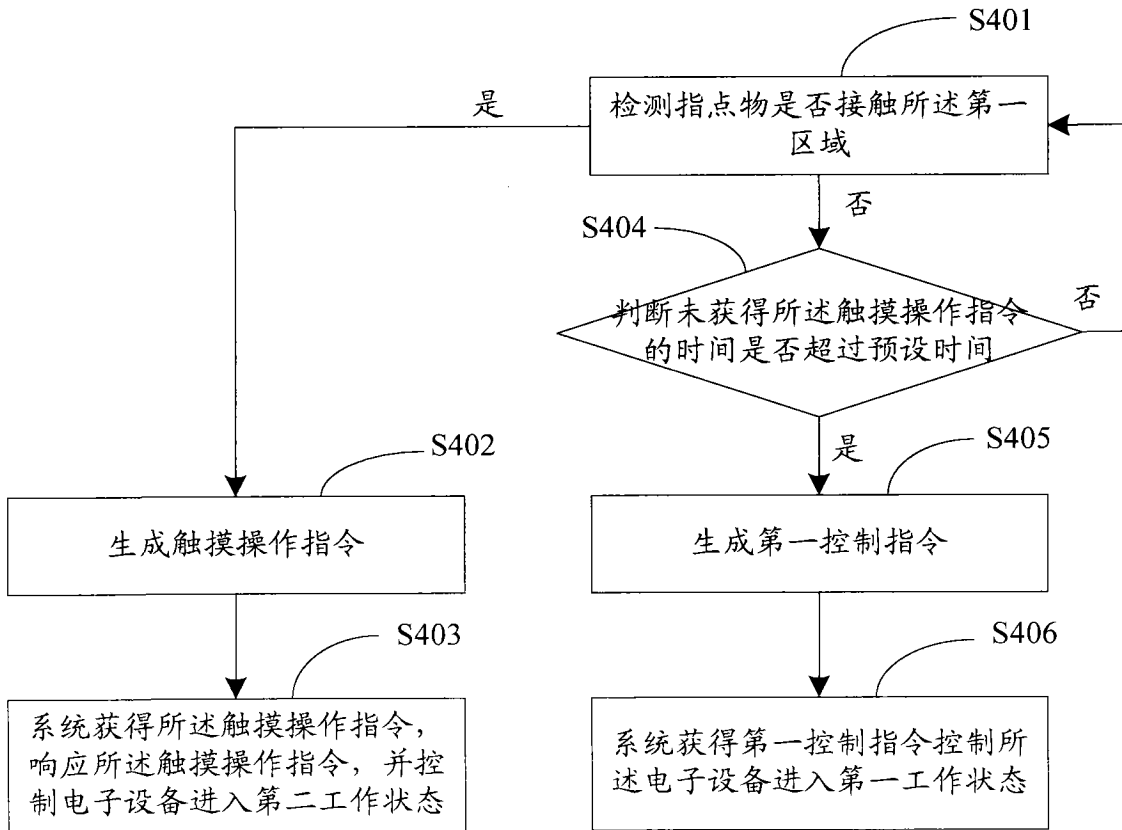 S401
检测指点物是否接触所述第一
区域
是
否
S404
判断未获得所述触摸操作指令
的时间是否超过预设时间
否
是
S402
生成触摸操作指令
S405
生成第一控制指令
S403
系统获得所述触摸操作指令,
响应所述触摸操作指令,并控
制电子设备进入第二工作状态
S406
系统获得第一控制指令控制所
述电子设备进入第一工作状态